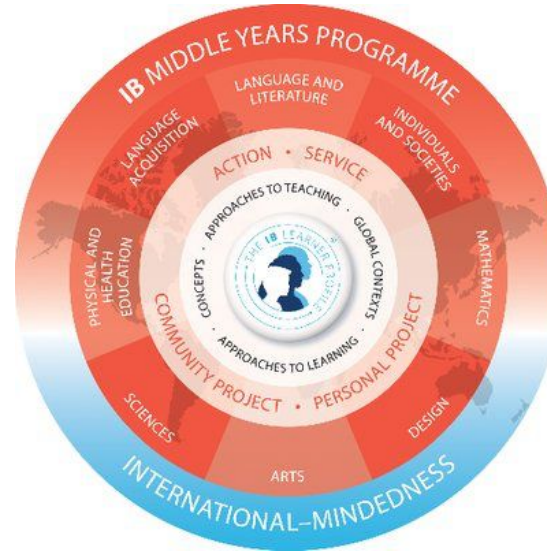 IB MIDDLE YEARS PROGRAMME
LANGUAGE
ACQUISITION
LANGUAGE AND
LITERATURE
INDIVIDUALS
AND SOCIETIES
PHYSICAL AND
HEALTH
EDUCATION
MATHEMATICS
SCIENCES
ARTS
DESIGN
ACTION • SERVICE
COMMUNITY PROJECT • PERSONAL PROJECT
CONCEPTS · APPROACHES TO TEACHING · GLOBAL CONTEXTS
· APPROACHES TO LEARNING ·
THE IB LEARNER PROFILE
INTERNATIONAL–MINDEDNESS